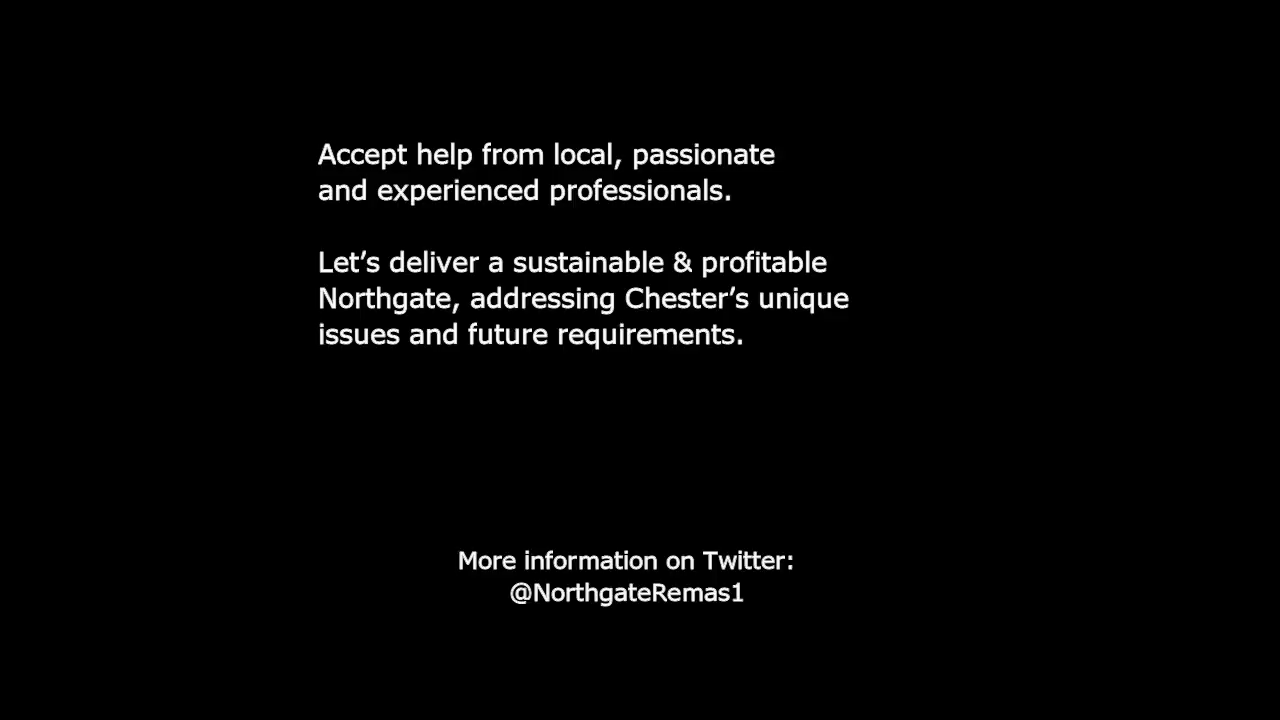 Accept help from local, passionate
and experienced professionals.
Let’s deliver a sustainable & profitable
Northgate, addressing Chester’s unique
issues and future requirements.
More information on Twitter:
@NorthgateRemas1